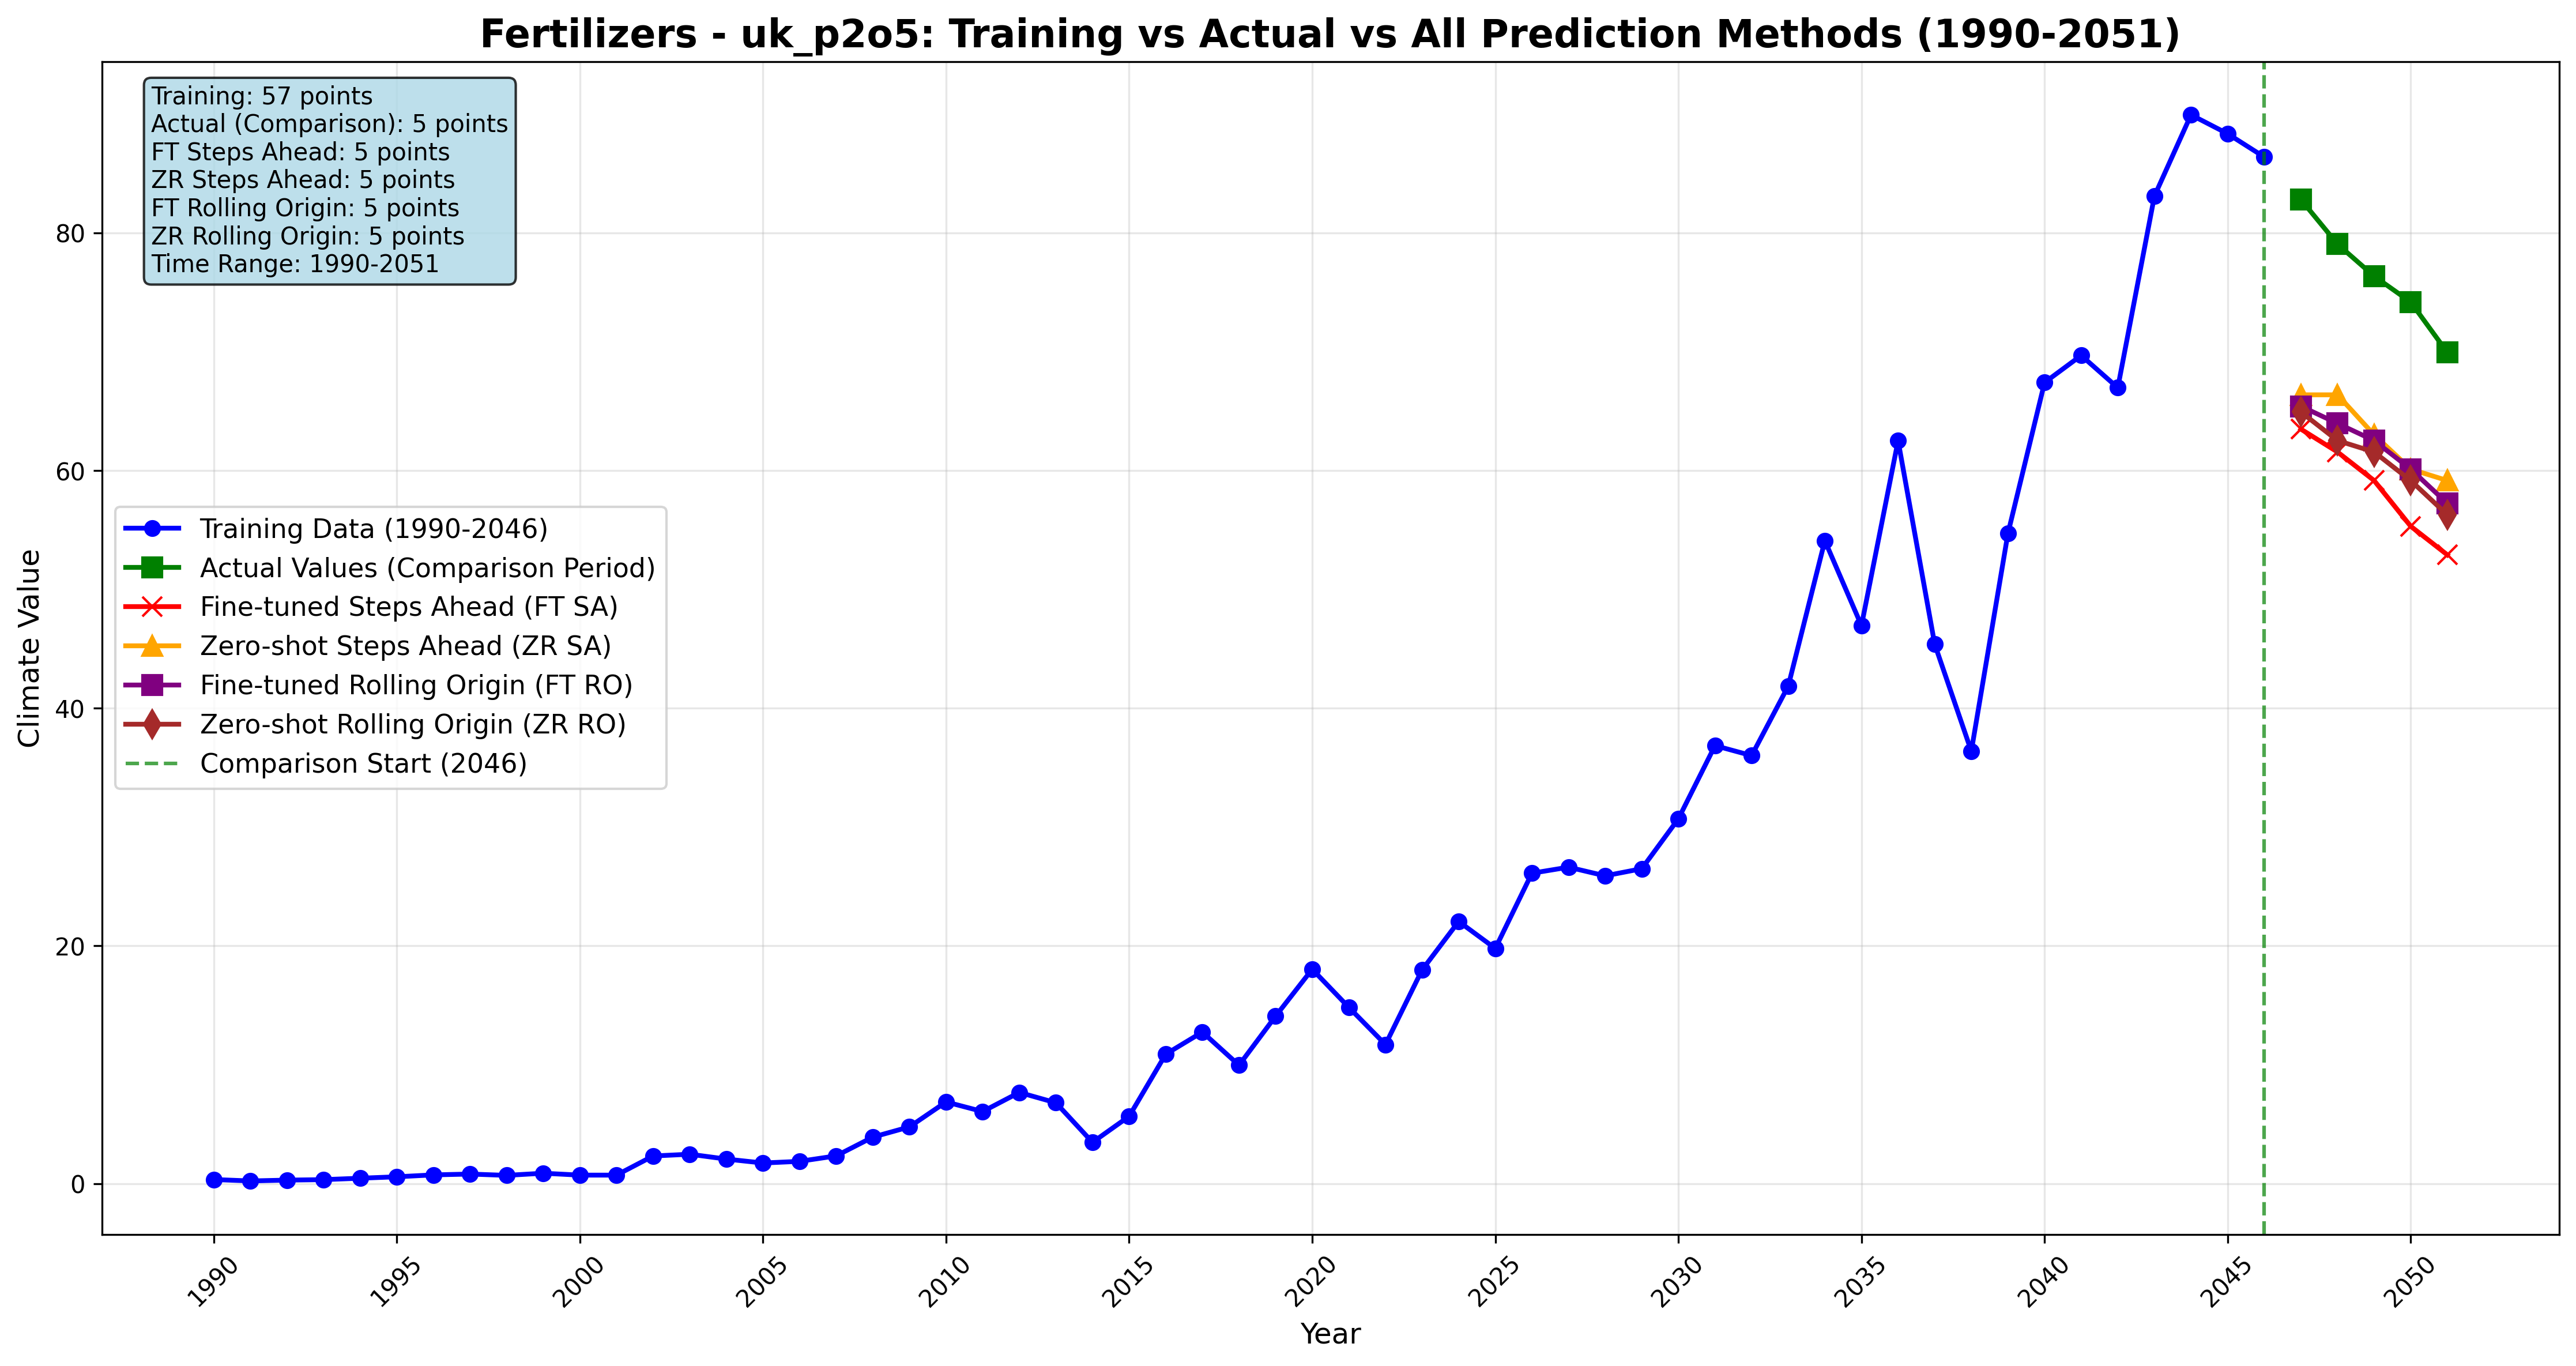 Fertilizers - uk_p2o5: Training vs Actual vs All Prediction Methods (1990-2051)
Training: 57 points
Actual (Comparison): 5 points
FT Steps Ahead: 5 points
ZR Steps Ahead: 5 points
FT Rolling Origin: 5 points
ZR Rolling Origin: 5 points
Time Range: 1990-2051
80
60
40
20
0
Climate Value
Training Data (1990-2046)
Actual Values (Comparison Period)
Fine-tuned Steps Ahead (FT SA)
Zero-shot Steps Ahead (ZR SA)
Fine-tuned Rolling Origin (FT RO)
Zero-shot Rolling Origin (ZR RO)
Comparison Start (2046)
1990 1995 2000 2005 2010 2015 2020 2025 2030 2035 2040 2045 2050
Year